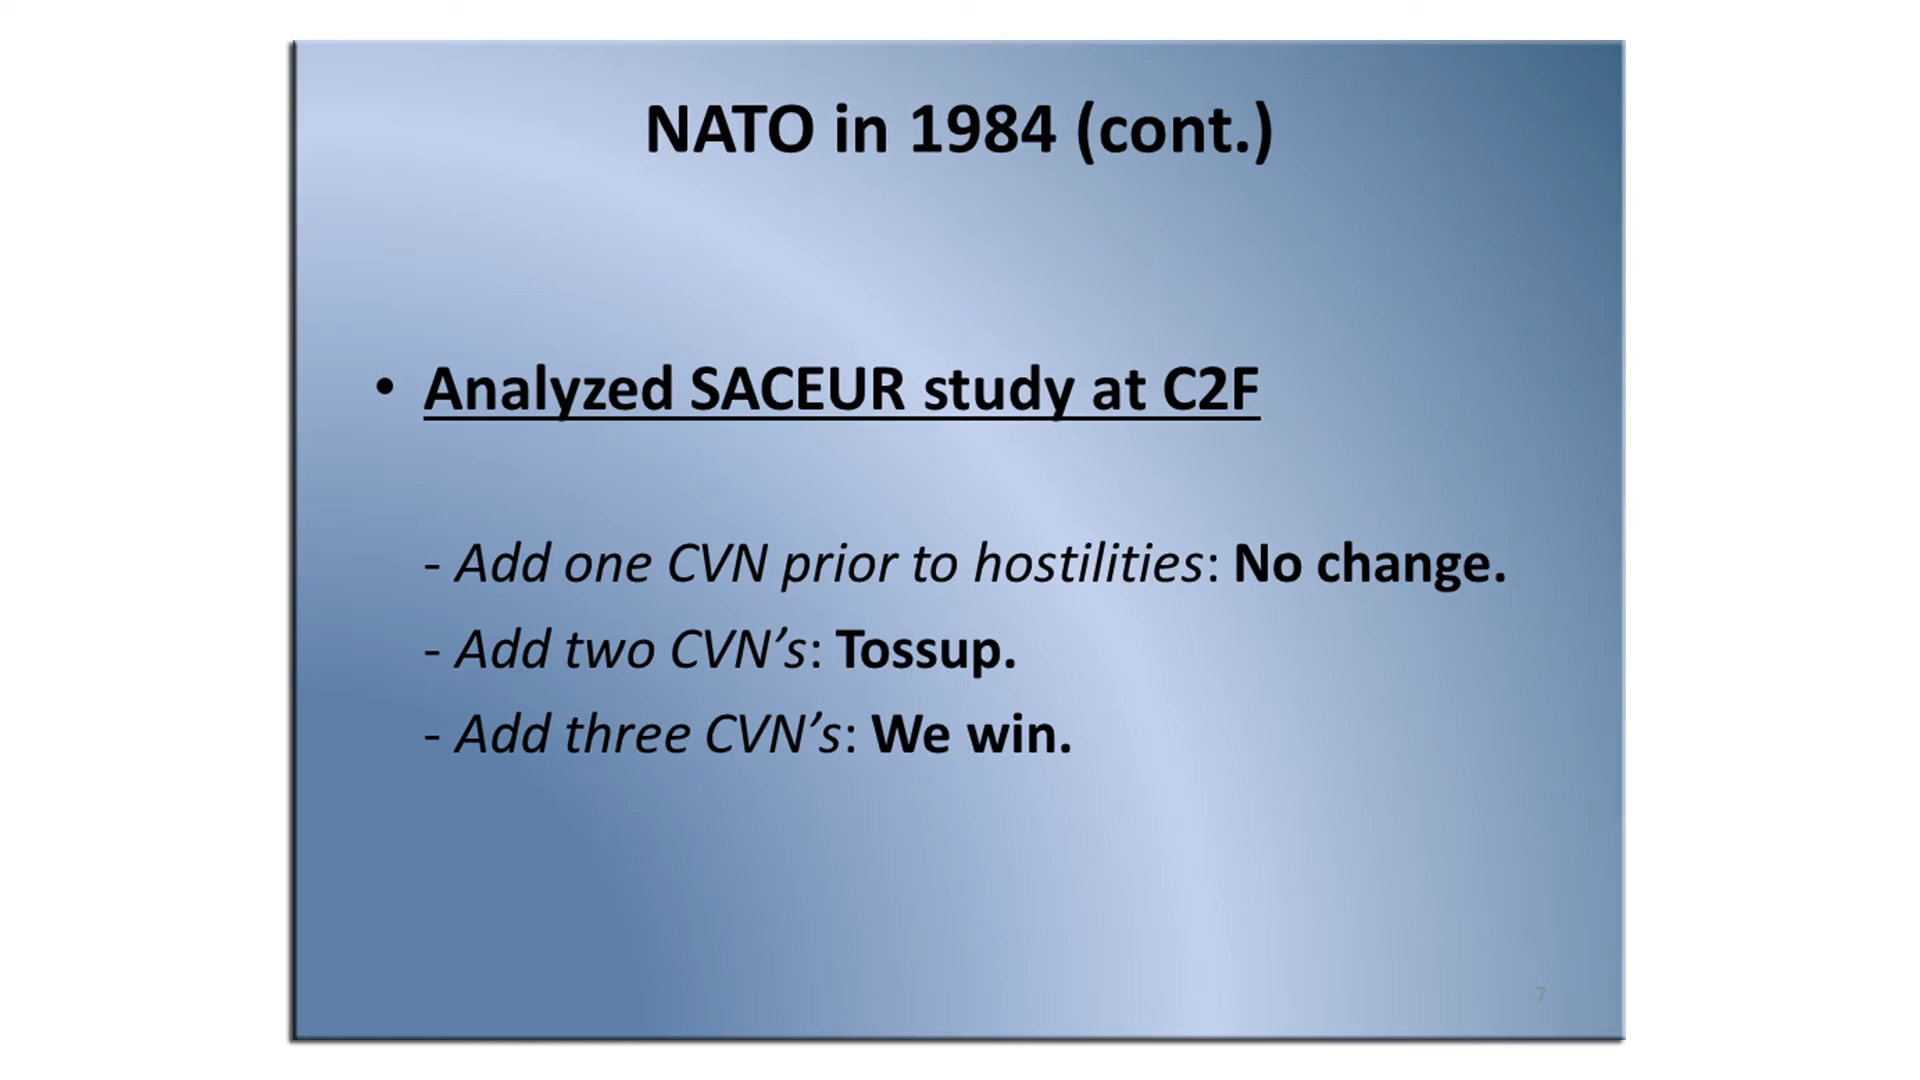 NATO in 1984 (cont.)
• Analyzed SACEUR study at C2F
- Add one CVN prior to hostilities: No change.
- Add two CVN’s: Tossup.
- Add three CVN’s: We win.
7